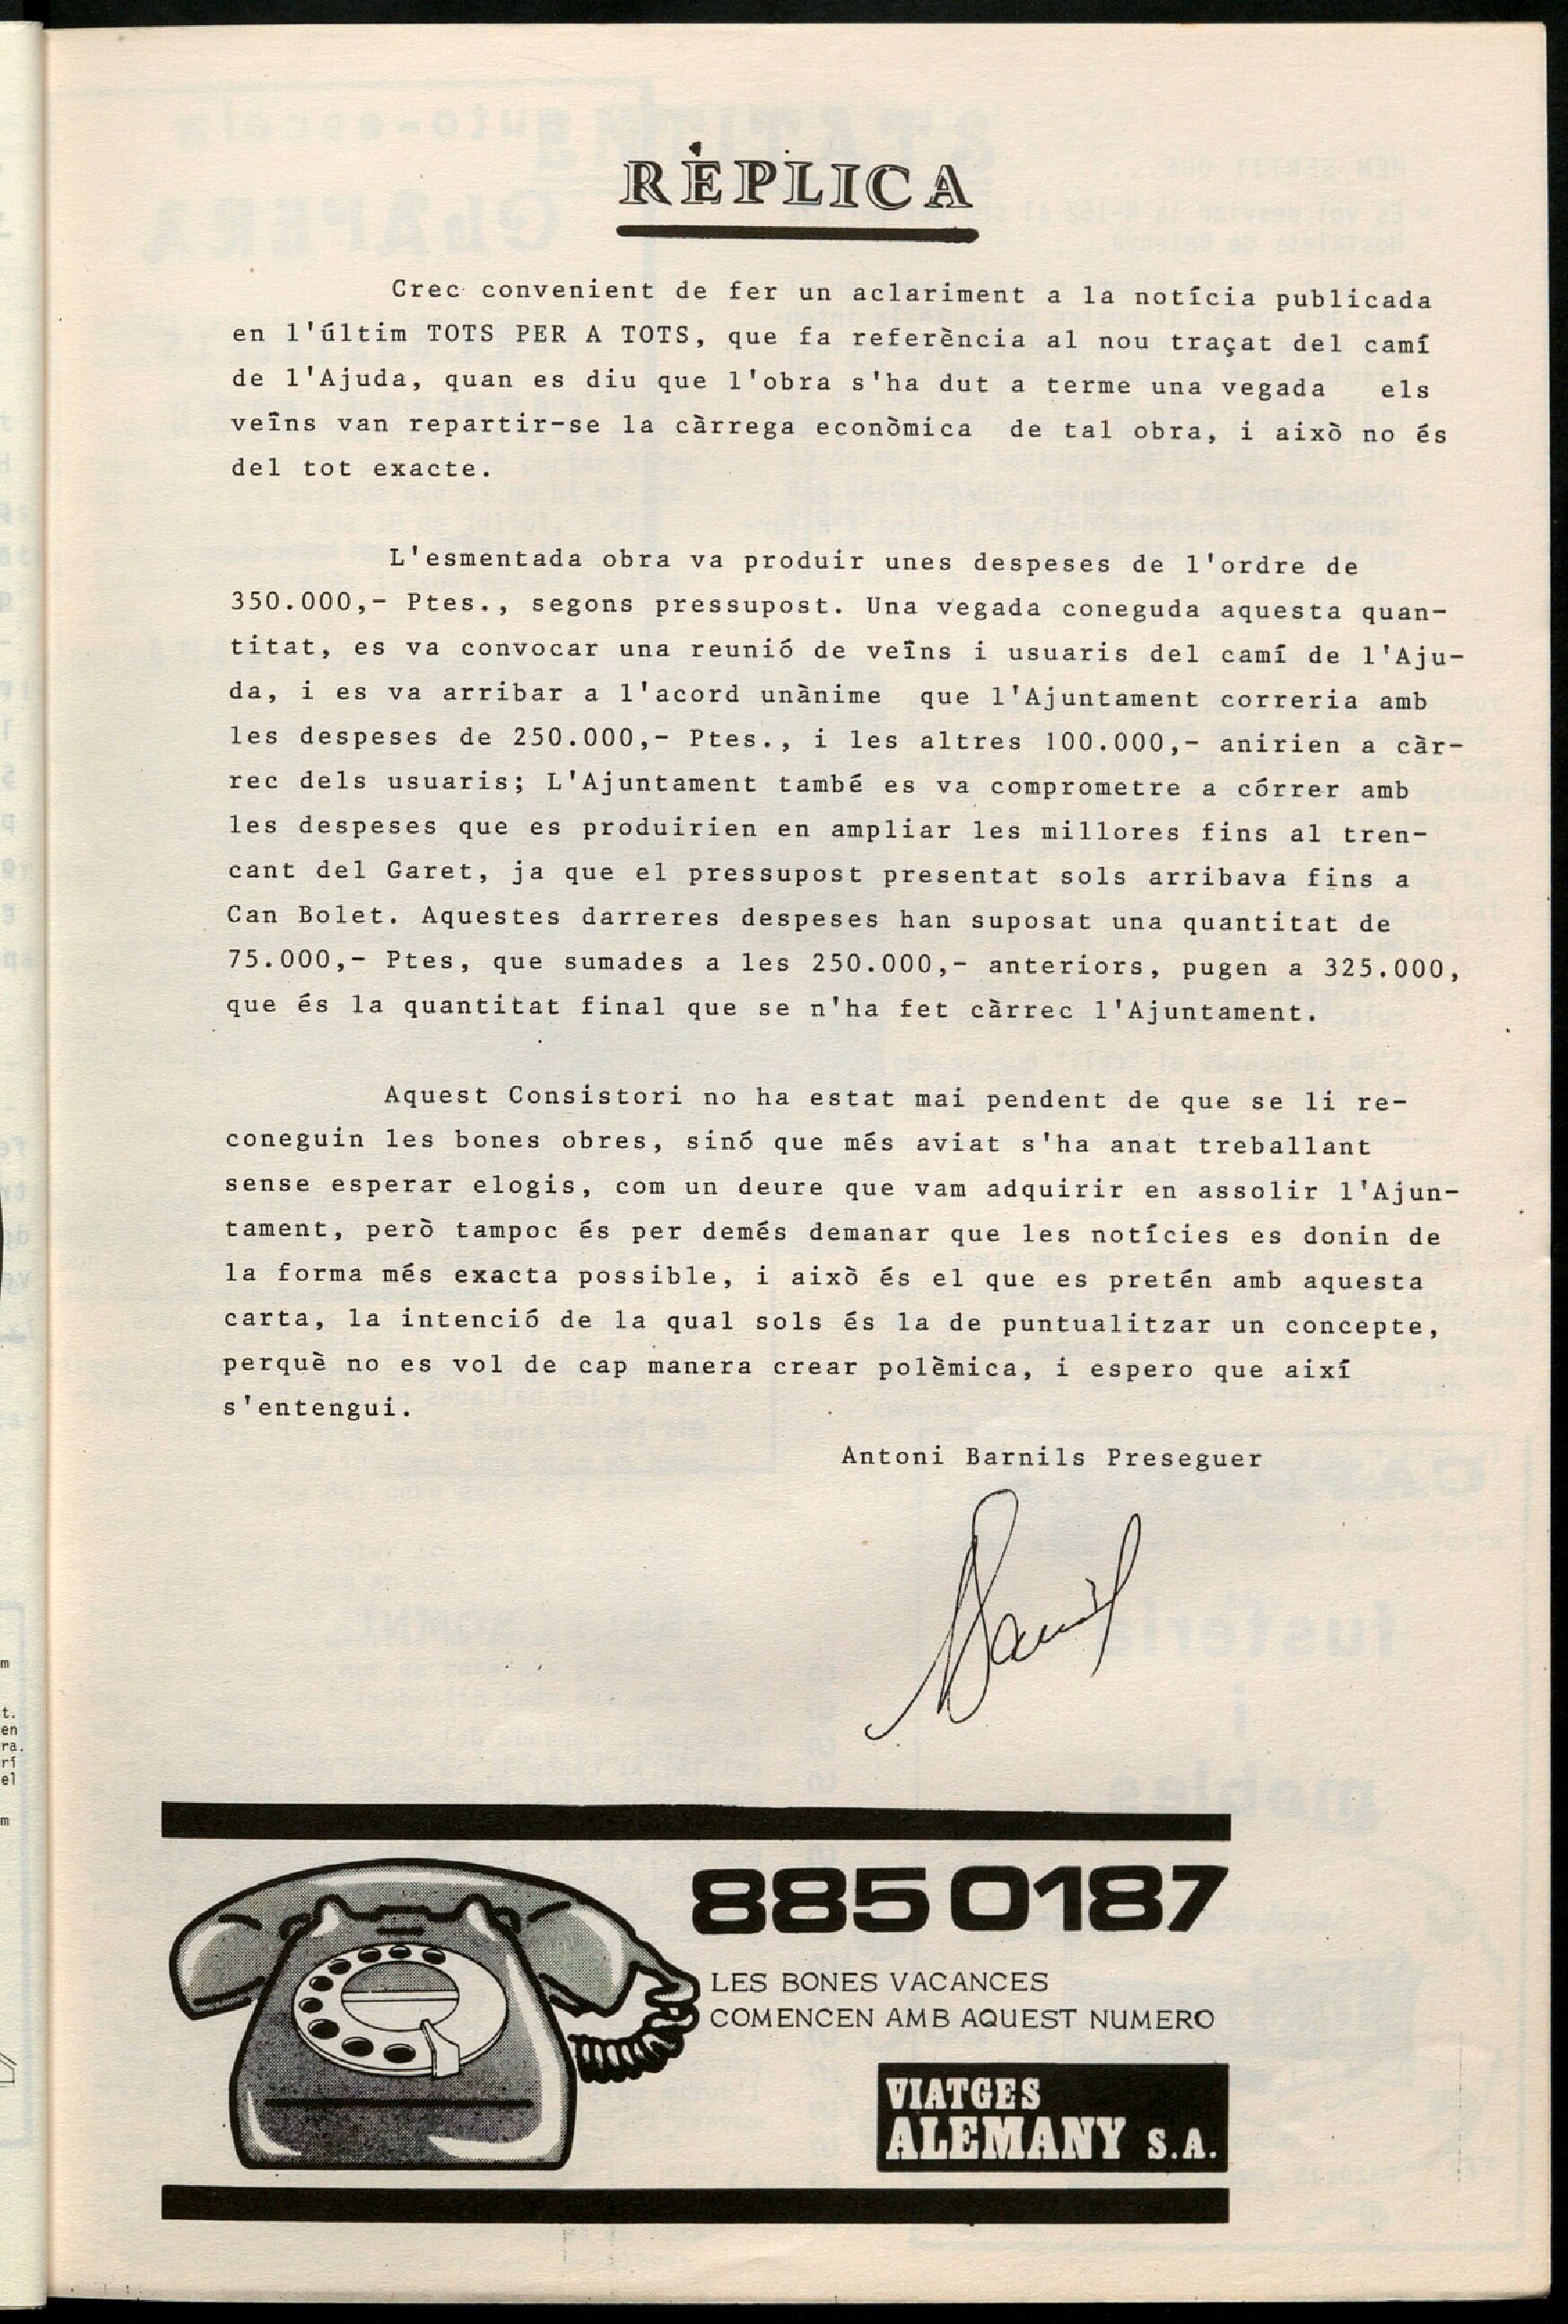 RÈPLICA
Crec convenient de fer un aclariment a la notícia publicada
en l'últim TOTS PER A TOTS, que fa referència al nou traçat del camí
de l'Ajuda, quan es diu que l'obra s'ha dut a terme una vegada els
veïns van repartir-se la càrrega econòmica de tal obra, i això no és
del tot exacte.
L'esmentada obra va produir unes despeses de l'ordre de
350.000,- Ptes., segons pressupost. Una vegada coneguda aquesta quan-
titat, es va convocar una reunió de veïns i usuaris del camí de l'Aju-
da, i es va arribar a l'acord unànime que l'Ajuntament correria amb
les despeses de 250.000,- Ptes., i les altres 100.000,- anirien a càr-
rec dels usuaris; L'Ajuntament també es va comprometre a córrer amb
les despeses que es produirien en ampliar les millores fins al tren-
cant del Garet, ja que el pressupost presentat sols arribava fins a
Can Bolet. Aquestes darreres despeses han suposat una quantitat de
75.000,- Ptes, que sumades a les 250.000,- anteriors, pugen a 325.000,
que és la quantitat final que se n'ha fet càrrec l'Ajuntament.
Aquest Consistori no ha estat mai pendent de que se li re-
coneguin les bones obres, sinó que més aviat s'ha anat treballant
sense esperar elogis, com un deure que vam adquirir en assolir l'Ajun-
tament, però tampoc és per demés demanar que les notícies es donin de
la forma més exacta possible, i això és el que es pretén amb aquesta
carta, la intenció de la qual sols és la de puntualitzar un concepte,
perquè no es vol de cap manera crear polèmica, i espero que així
s'entengui.
Antoni Barnils Preseguer
Barnils
885 0187
LES BONES VACANCES
COMENCEN AMB AQUEST NUMERO
VIATGES
ALEMANY S.A.